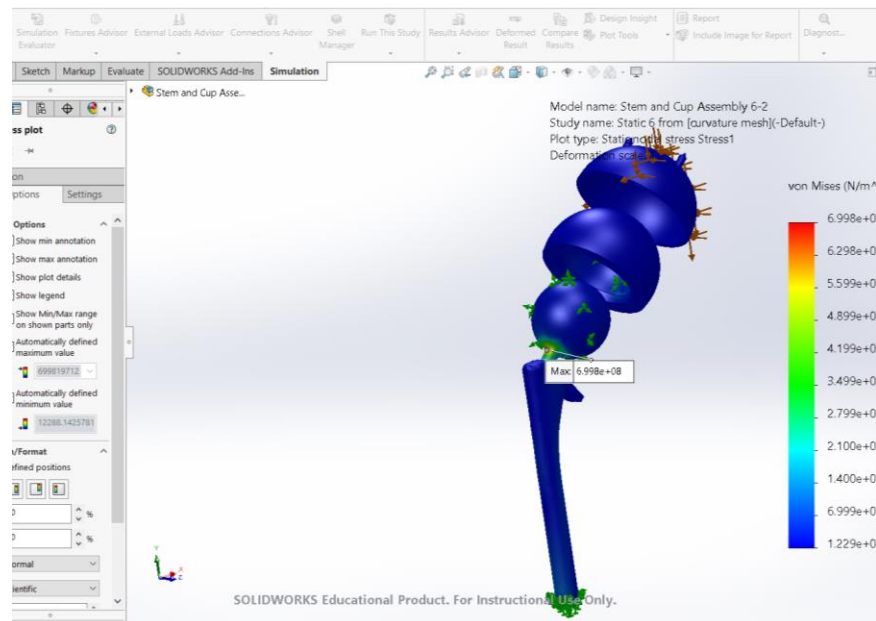 Simulation Evaluator
Fixtures Advisor
External Loads Advisor
Connections Advisor
Shell Manager
Run This Study
Results Advisor
Deformed Result
Compare Results
Design Insight
Plot Tools
Report
Include Image for Report
Diagnost...
Sketch
Markup
Evaluate
SOLIDWORKS Add-Ins
Simulation
Stem and Cup Asse...
ss plot
on
ptions
Settings
Options
Show min annotation
Show max annotation
Show plot details
Show legend
Show Min/Max range
on shown parts only
Automatically defined
maximum value
699819712
Automatically defined
minimum value
12288.1425781
/Format
efined positions
%
%
ormal
ientific
Model name: Stem and Cup Assembly 6-2
Study name: Static 6 from [curvature mesh](-Default-)
Plot type: Static nodal stress Stress1
Deformation scale:
von Mises (N/m^
6.998e+0
6.298e+0
5.599e+0
4.899e+0
4.199e+0
3.499e+0
2.799e+0
2.100e+0
1.400e+0
6.999e+0
1.229e+0
Max: 6.998e+08
Y
X
Z
SOLIDWORKS Educational Product. For Instructional Use Only.